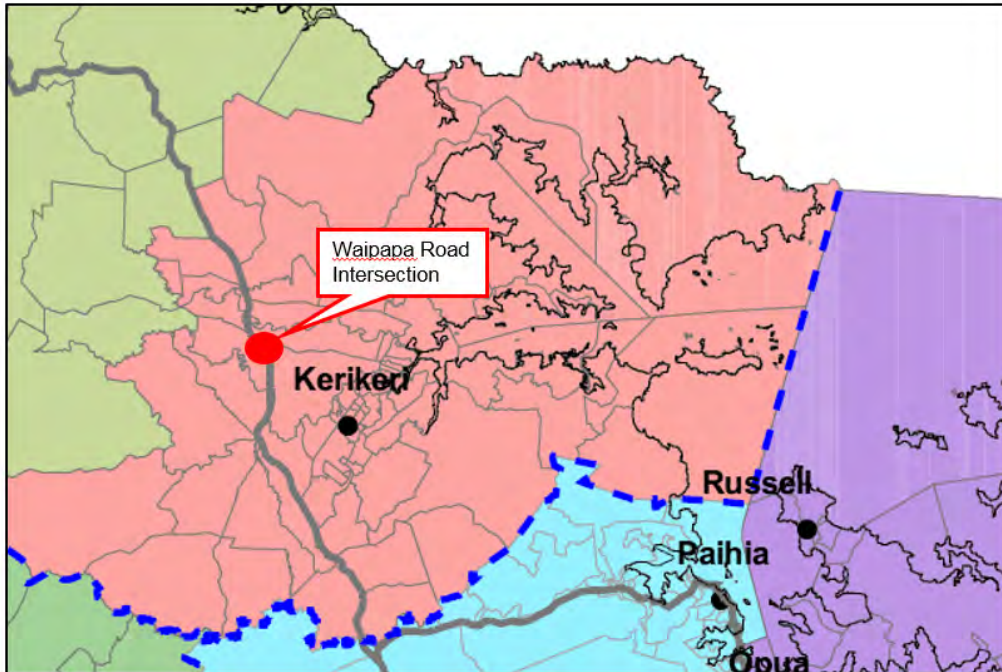 Waipapa Road
Intersection
Kerikeri
Russell
Paihia
Opua